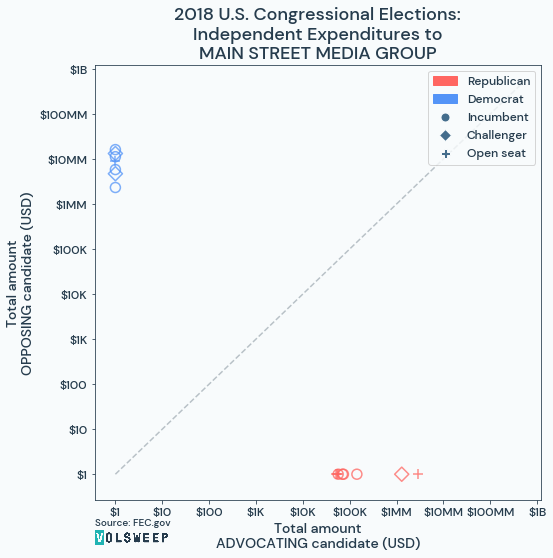 2018 U.S. Congressional Elections:
Independent Expenditures to
MAIN STREET MEDIA GROUP
Republican
Democrat
Incumbent
Challenger
Open seat
Total amount
OPPOSING candidate (USD)
$1B
$100MM
$10MM
$1MM
$100K
$10K
$1K
$100
$10
$1
$1 $10 $100 $1K $10K $100K $1MM $10MM $100MM $1B
Total amount
ADVOCATING candidate (USD)
Source: FEC.gov
VOLSWEEP